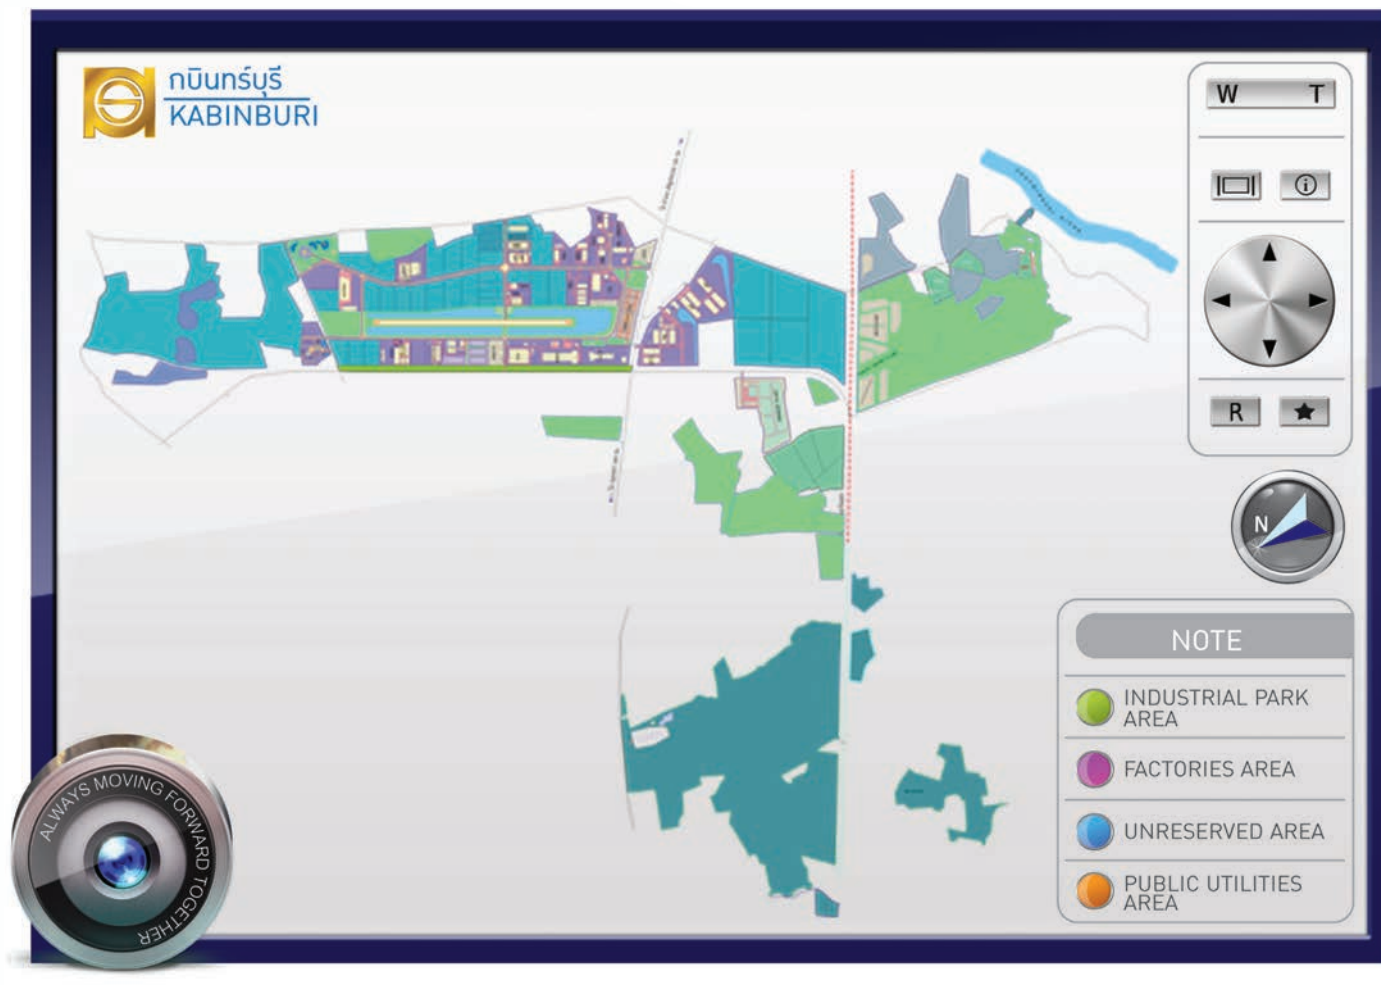 กบินทร์บุรี
KABINBURI
W T
i
R
N
NOTE
INDUSTRIAL PARK
AREA
FACTORIES AREA
UNRESERVED AREA
PUBLIC UTILITIES
AREA
ALWAYS MOVING FORWARD TOGETHER